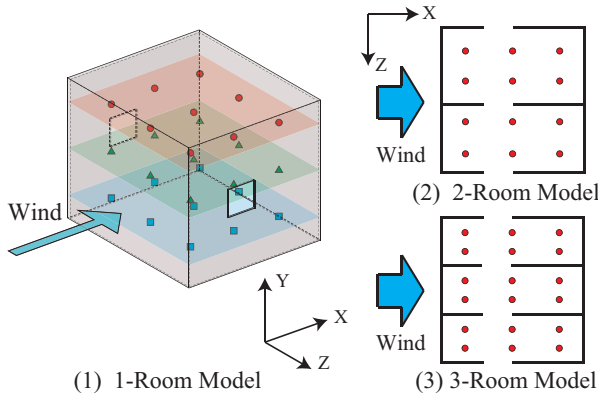 Wind
Y
X
Z
(1) 1-Room Model
X
Z
Wind
(2) 2-Room Model
Wind
(3) 3-Room Model